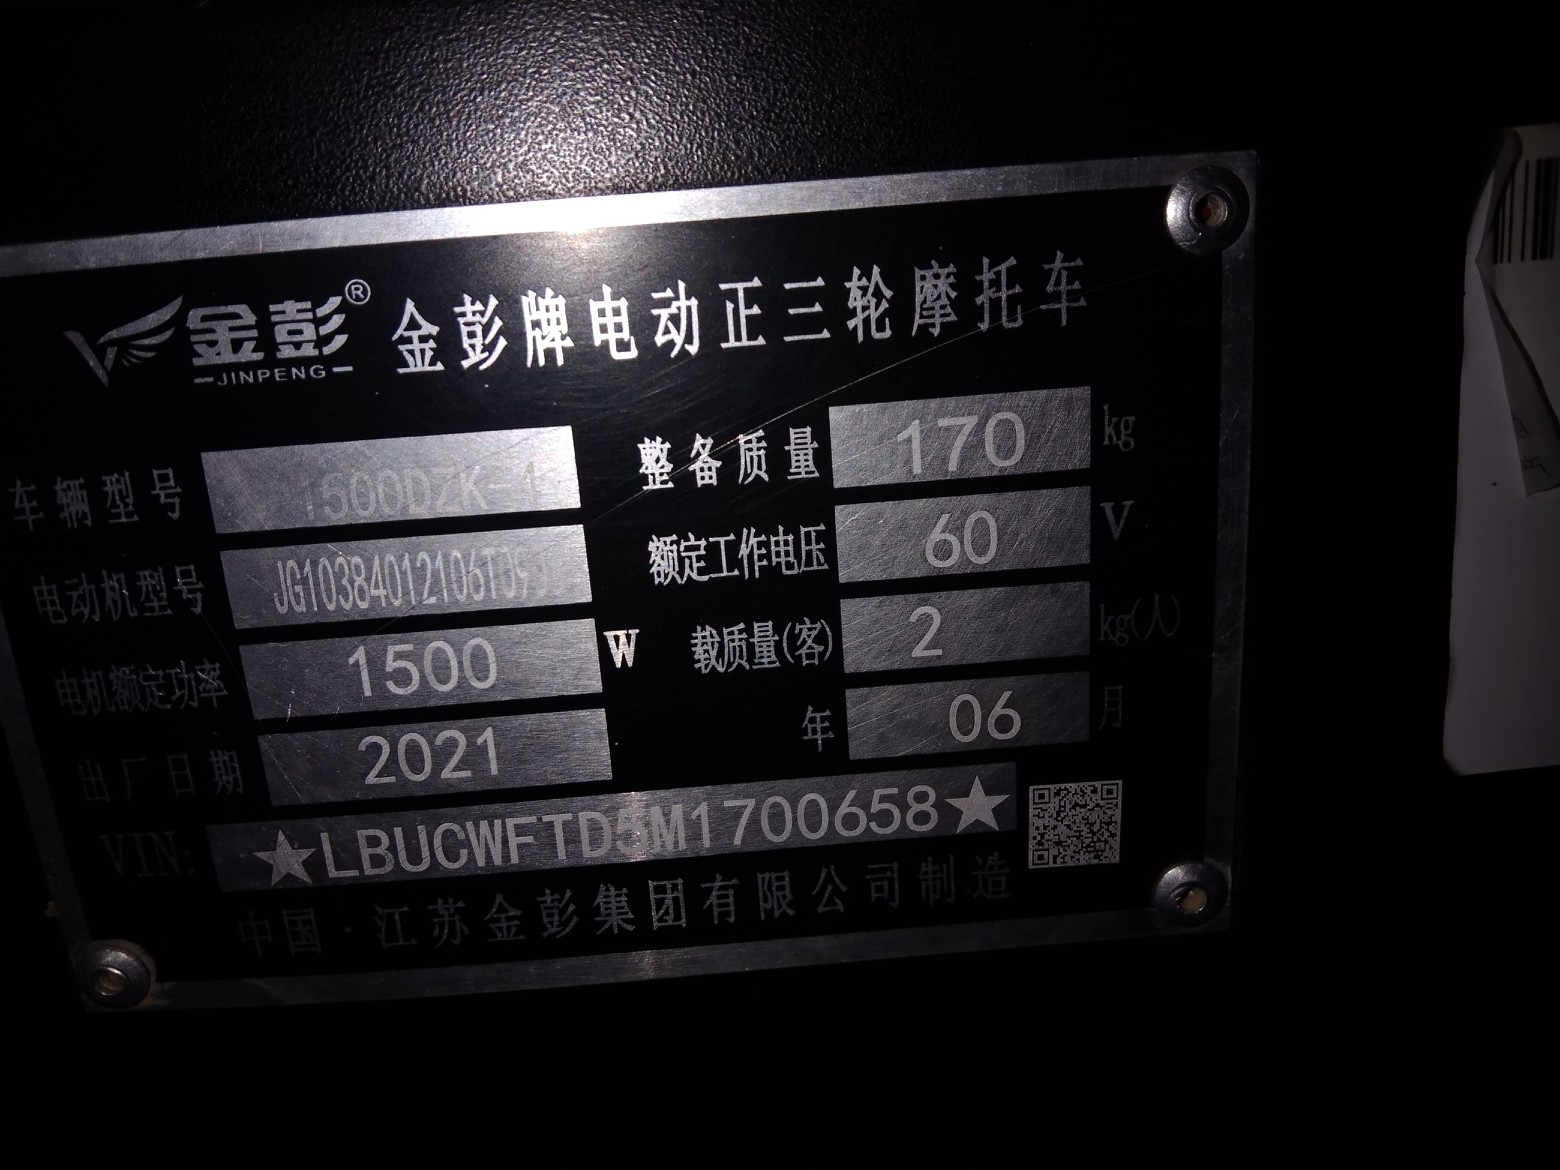 金彭® 金彭牌电动正三轮摩托车
JINPENG
车辆型号 500DZK-1 整备质量 170 kg
电动机型号 JG10384012106T09 额定工作电压 60 V
电机额定功率 1500 W 载质量(客) 2 kg(人)
出厂日期 2021 年 06 月
VIN: ★LBUCWFTD5M1700658★
中国·江苏金彭集团有限公司制造